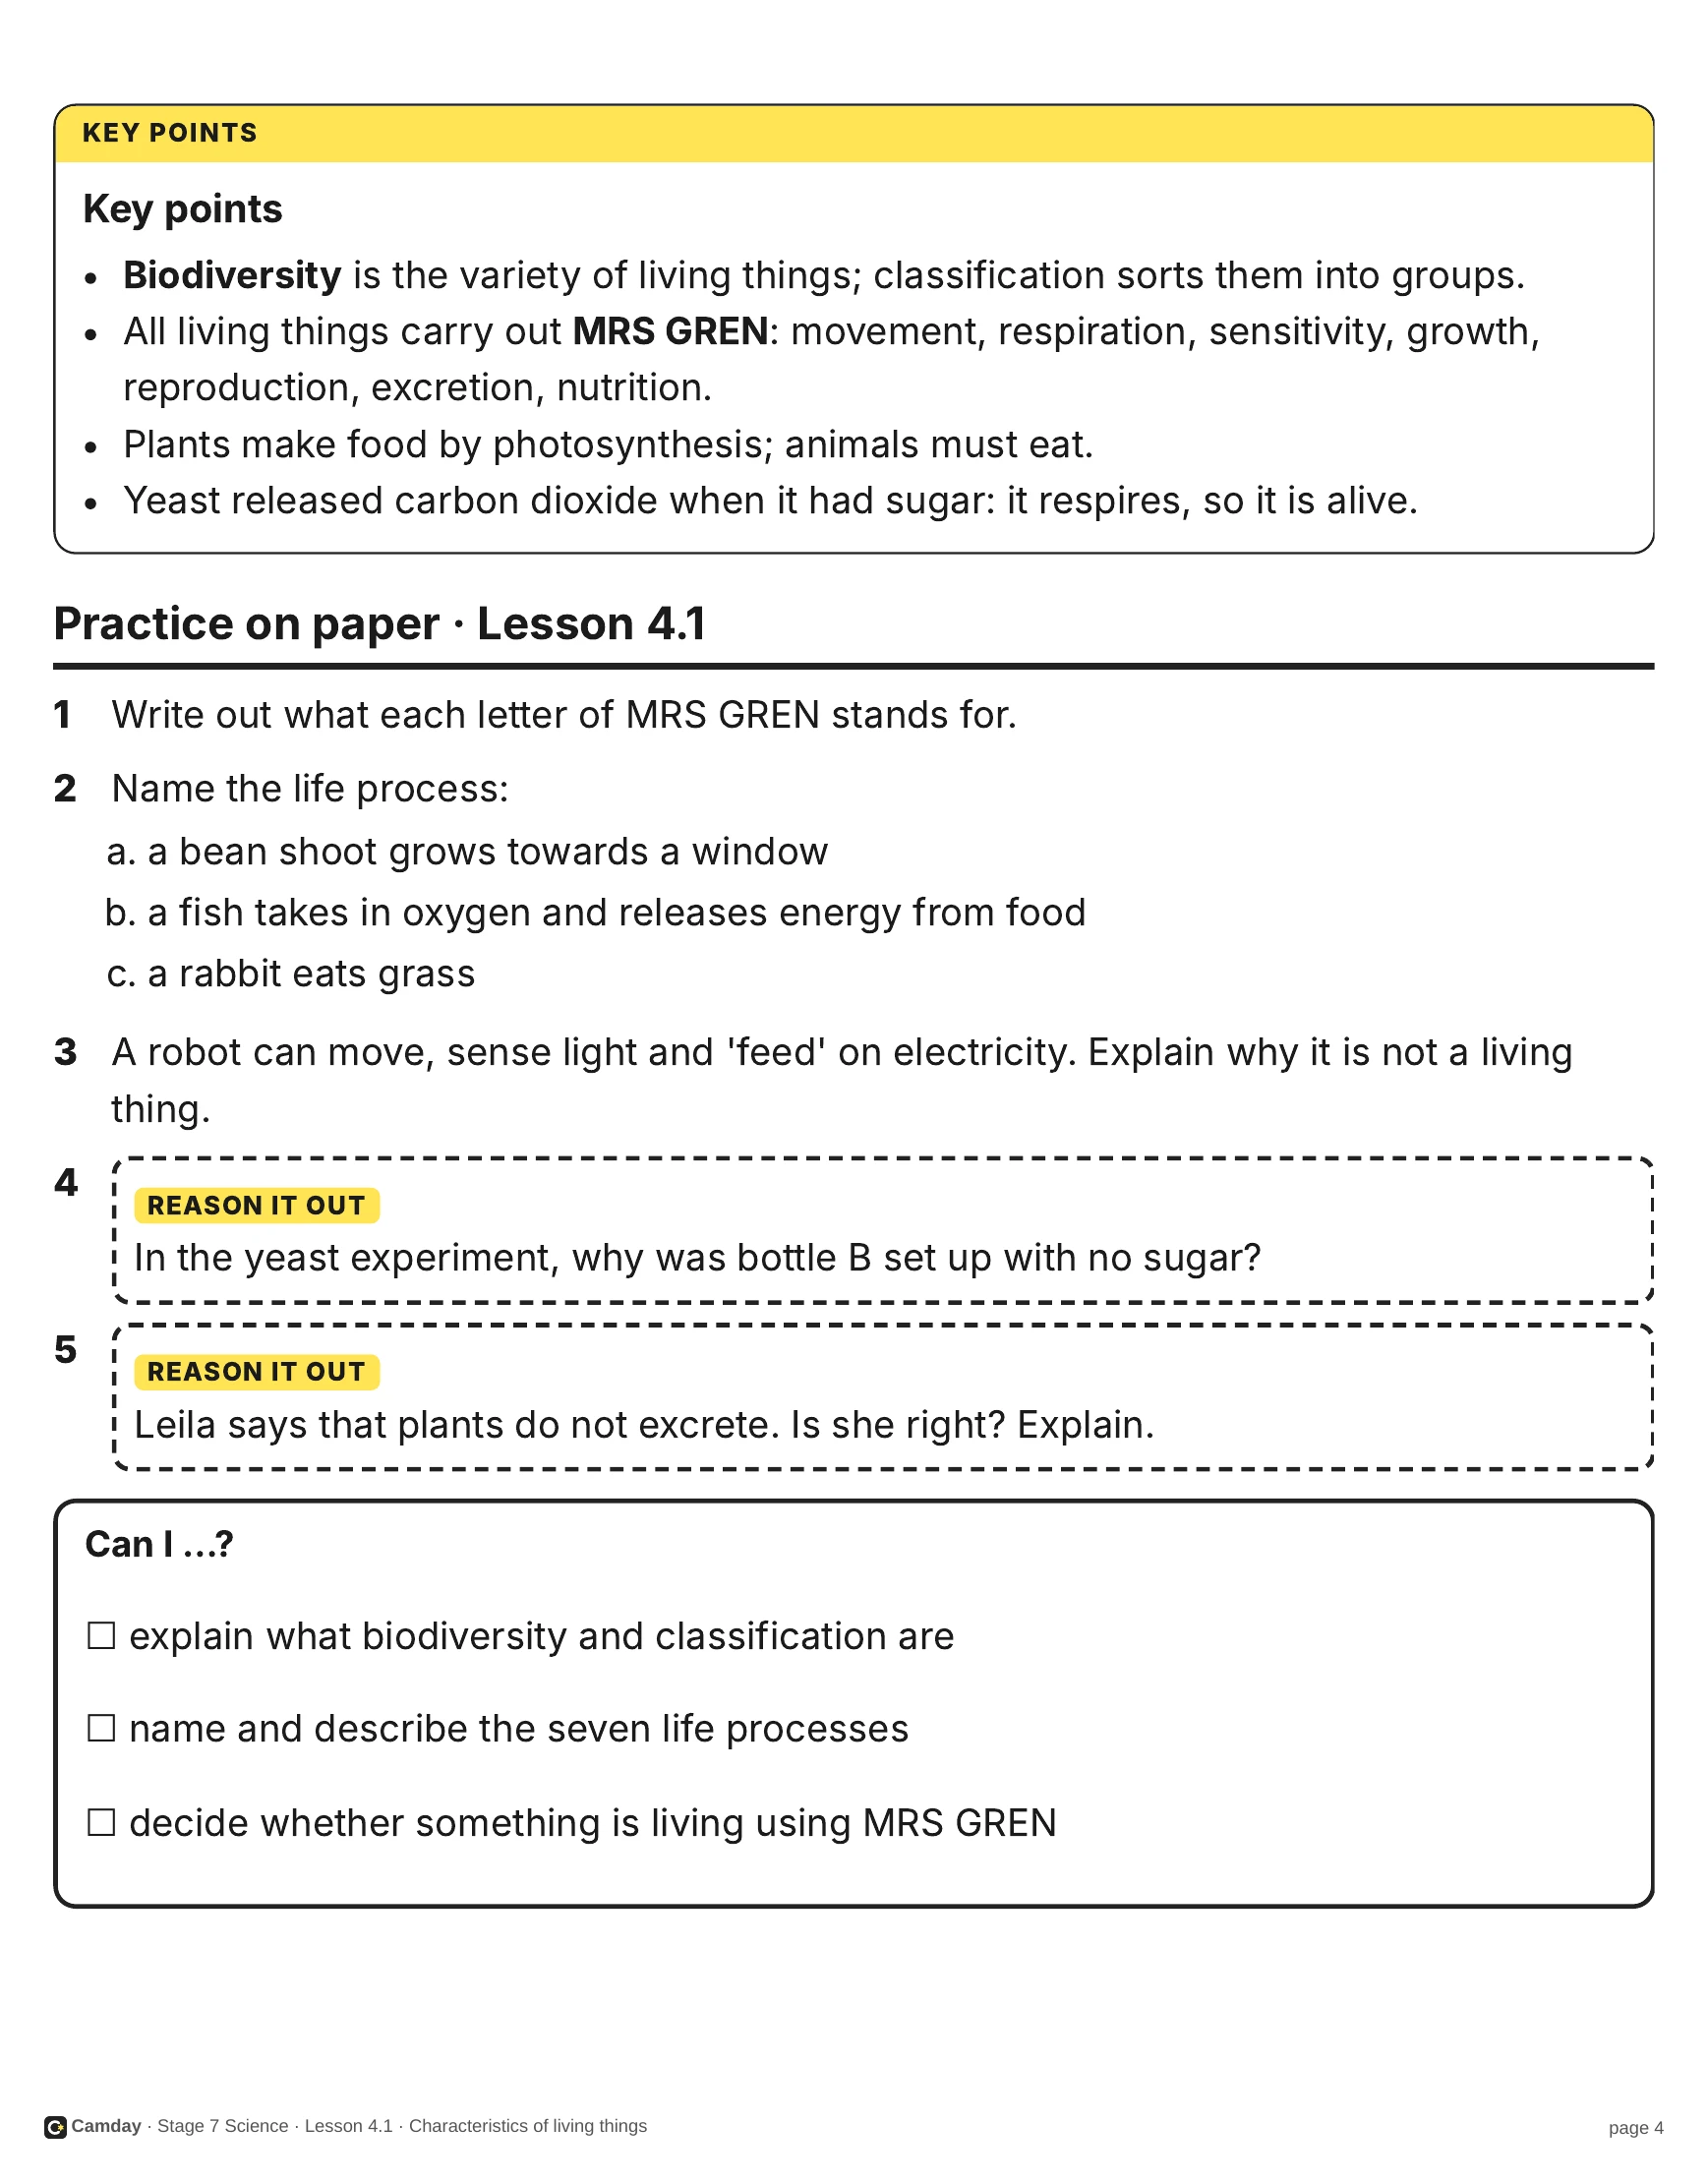 KEY POINTS
Key points
• Biodiversity is the variety of living things; classification sorts them into groups.
• All living things carry out MRS GREN: movement, respiration, sensitivity, growth,
reproduction, excretion, nutrition.
• Plants make food by photosynthesis; animals must eat.
• Yeast released carbon dioxide when it had sugar: it respires, so it is alive.
Practice on paper · Lesson 4.1
1 Write out what each letter of MRS GREN stands for.
2 Name the life process:
a. a bean shoot grows towards a window
b. a fish takes in oxygen and releases energy from food
c. a rabbit eats grass
3 A robot can move, sense light and 'feed' on electricity. Explain why it is not a living
thing.
4 REASON IT OUT
In the yeast experiment, why was bottle B set up with no sugar?
5 REASON IT OUT
Leila says that plants do not excrete. Is she right? Explain.
Can I ...?
☐ explain what biodiversity and classification are
☐ name and describe the seven life processes
☐ decide whether something is living using MRS GREN
Camday · Stage 7 Science · Lesson 4.1 · Characteristics of living things page 4